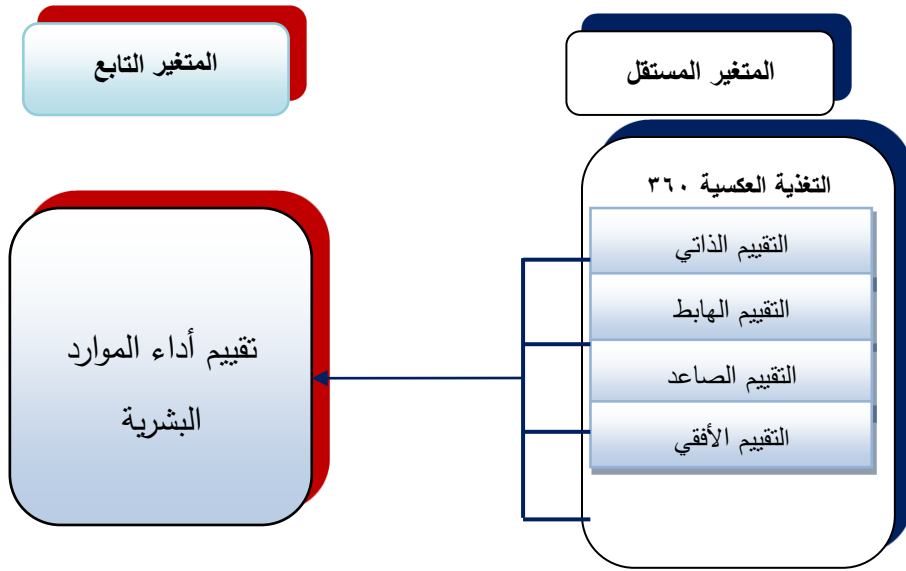 المتغير المستقل
المتغير التابع
التغذية العكسية ٣٦٠
التقييم الذاتي
التقييم الهابط
التقييم الصاعد
التقييم الأفقي
تقييم أداء الموارد
البشرية